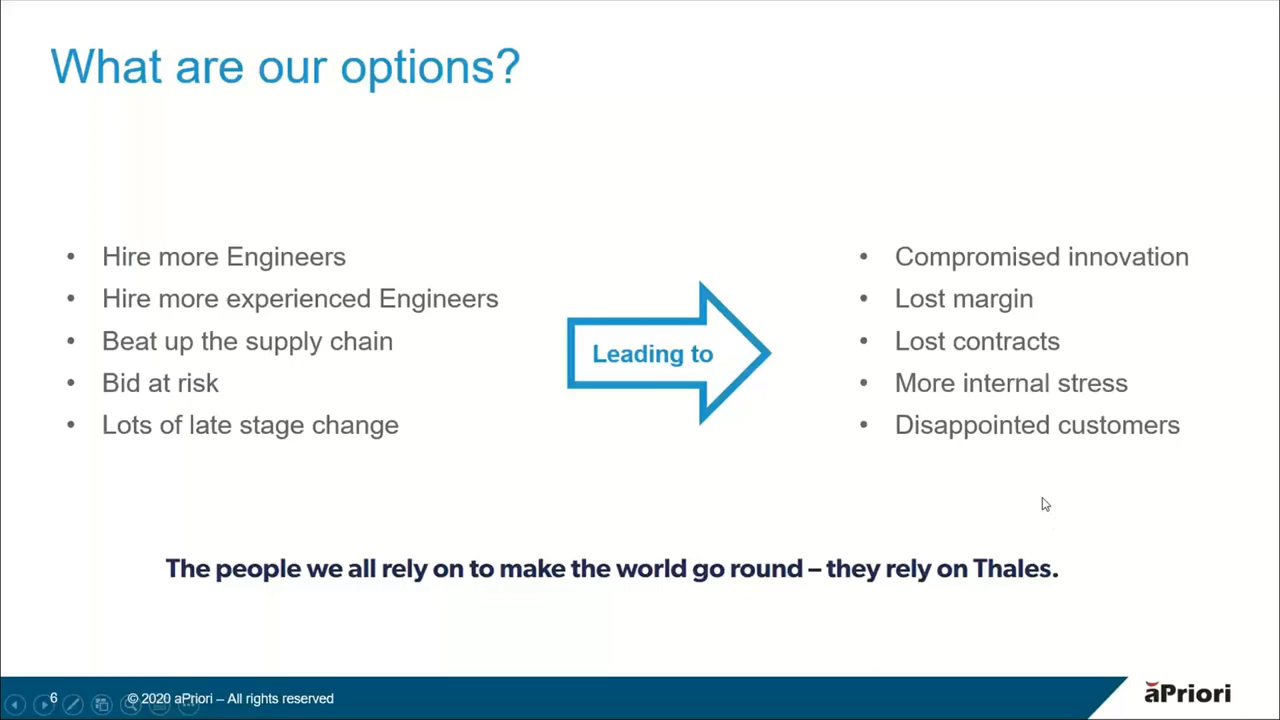 What are our options?
• Hire more Engineers
• Hire more experienced Engineers
• Beat up the supply chain
• Bid at risk
• Lots of late stage change
Leading to
• Compromised innovation
• Lost margin
• Lost contracts
• More internal stress
• Disappointed customers
The people we all rely on to make the world go round – they rely on Thales.
6
© 2020 aPriori – All rights reserved
aPriori